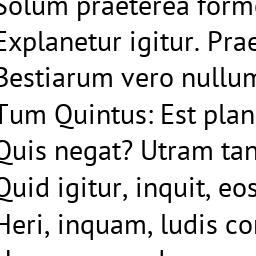 Solum praeterea form
Explanetur igitur. Prae
Bestiarum vero nullum
Tum Quintus: Est plan
Quis negat? Utram tan
Quid igitur, inquit, eos
Heri, inquam, ludis co